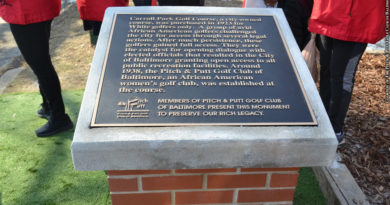 Carroll Park Golf Course, a city-owned
course, was purchased in 1923 for
White golfers only. A group of
African American golfers challenged
the city for access through several legal
actions. After much persistence, these
golfers gained full access. They were
the catalyst for opening dialogue with
elected officials that resulted in the City of
Baltimore granting open access to all
public recreation facilities. Around
1938, the Pitch & Putt Golf Club of
Baltimore, an African American
women's golf club, was established at
the course.
Pitch
Putt
MEMBERS OF PITCH & PUTT GOLF CLUB
OF BALTIMORE PRESENT THIS MONUMENT
TO PRESERVE OUR RICH LEGACY.